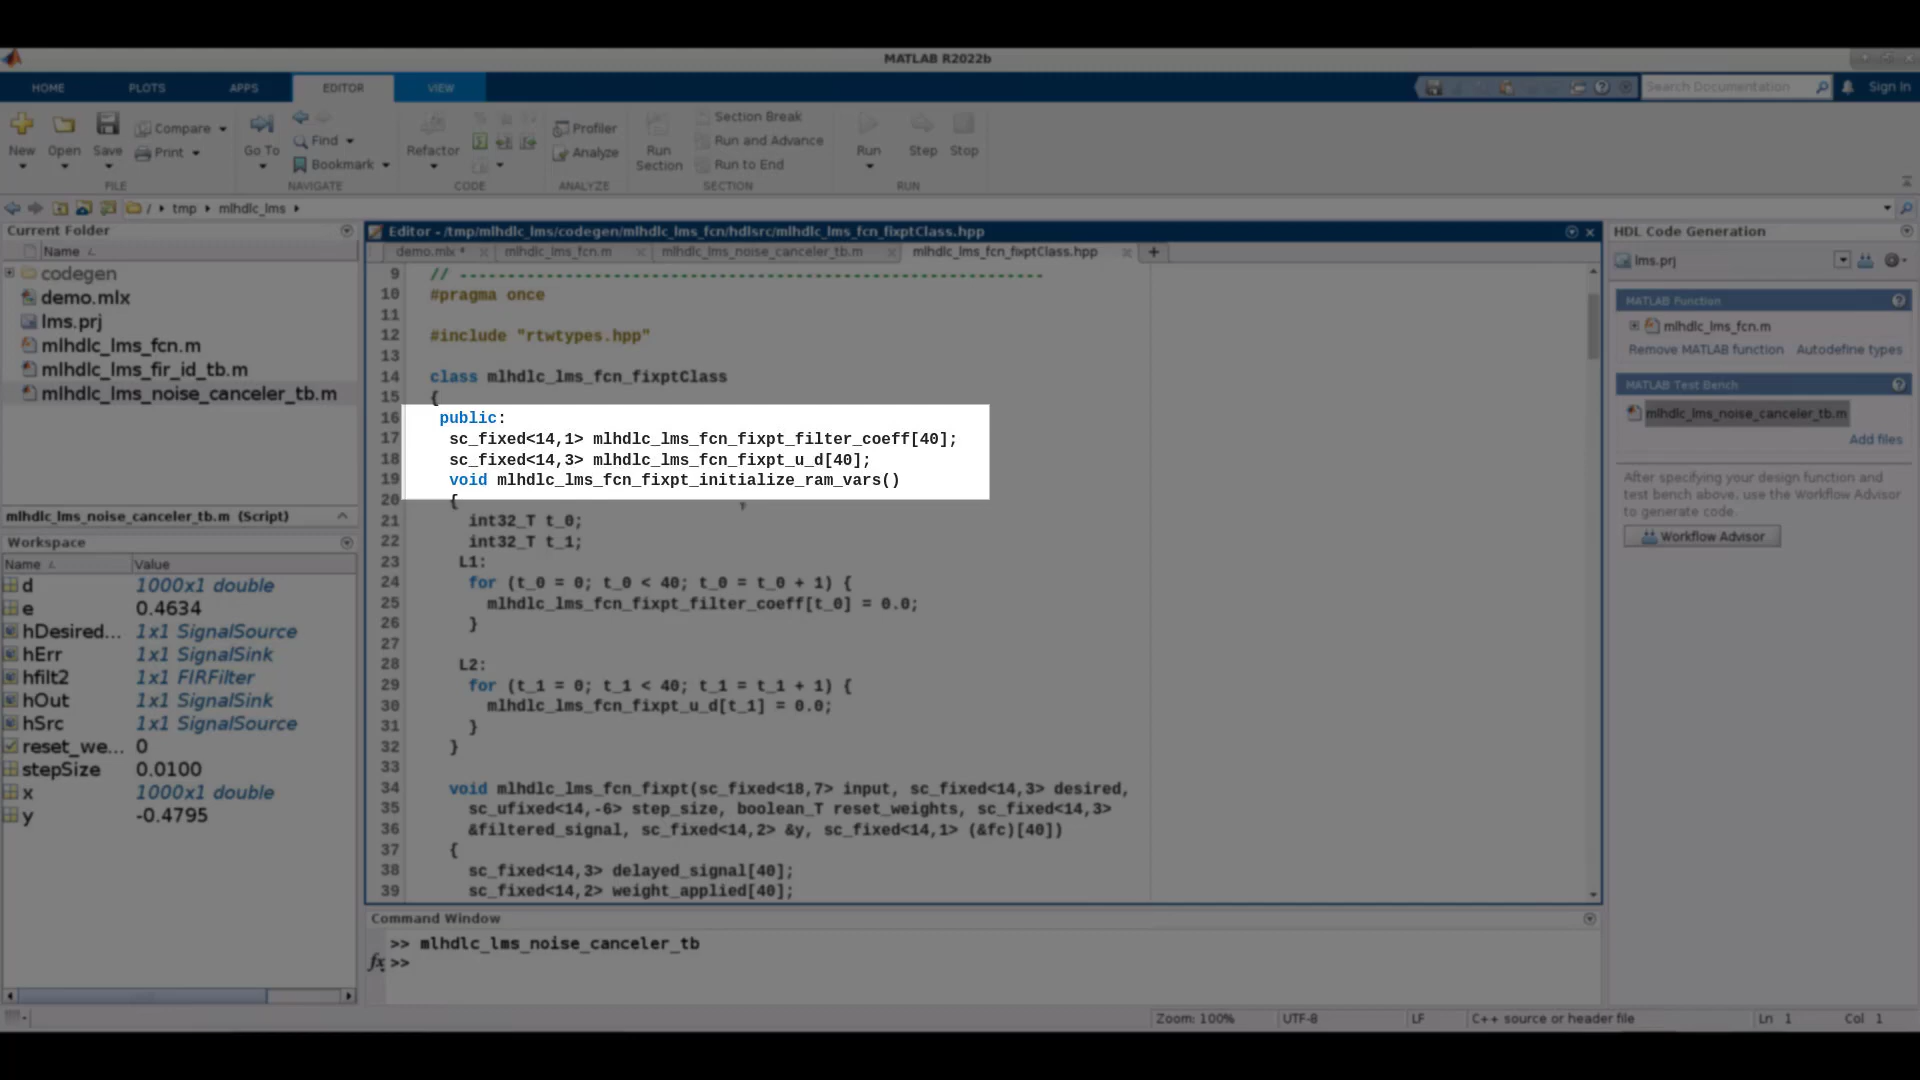 MATLAB R2022b
HOME PLOTS APPS EDITOR VIEW
Search Documentation Sign In
New Open Save Compare Print
Go To Find Bookmark
Refactor
Profiler Analyze
Run Section Section Break Run and Advance Run to End
Run Step Stop
FILE NAVIGATE CODE ANALYZE SECTION RUN
/ tmp mlhdlc_lms
Current Folder
Name
codegen
demo.mlx
lms.prj
mlhdlc_lms_fcn.m
mlhdlc_lms_fir_id_tb.m
mlhdlc_lms_noise_canceler_tb.m
mlhdlc_lms_noise_canceler_tb.m (Script)
Workspace
Name Value
d 1000x1 double
e 0.4634
hDesired... 1x1 SignalSource
hErr 1x1 SignalSink
hfilt2 1x1 FIRFilter
hOut 1x1 SignalSink
hSrc 1x1 SignalSource
reset_we... 0
stepSize 0.0100
x 1000x1 double
y -0.4795
Editor - /tmp/mlhdlc_lms/codegen/mlhdlc_lms_fcn/hdlsrc/mlhdlc_lms_fcn_fixptClass.hpp
demo.mlx * mlhdlc_lms_fcn.m mlhdlc_lms_noise_canceler_tb.m mlhdlc_lms_fcn_fixptClass.hpp
9 // -------------------------------------------------------------
10 #pragma once
11
12 #include "rtwtypes.hpp"
13
14 class mlhdlc_lms_fcn_fixptClass
15 {
16 public:
17 sc_fixed<14,1> mlhdlc_lms_fcn_fixpt_filter_coeff[40];
18 sc_fixed<14,3> mlhdlc_lms_fcn_fixpt_u_d[40];
19 void mlhdlc_lms_fcn_fixpt_initialize_ram_vars()
20 {
21 int32_T t_0;
22 int32_T t_1;
23 L1:
24 for (t_0 = 0; t_0 < 40; t_0 = t_0 + 1) {
25 mlhdlc_lms_fcn_fixpt_filter_coeff[t_0] = 0.0;
26 }
27
28 L2:
29 for (t_1 = 0; t_1 < 40; t_1 = t_1 + 1) {
30 mlhdlc_lms_fcn_fixpt_u_d[t_1] = 0.0;
31 }
32 }
33
34 void mlhdlc_lms_fcn_fixpt(sc_fixed<18,7> input, sc_fixed<14,3> desired,
35 sc_ufixed<14,-6> step_size, boolean_T reset_weights, sc_fixed<14,3>
36 &filtered_signal, sc_fixed<14,2> &y, sc_fixed<14,1> (&fc)[40])
37 {
38 sc_fixed<14,3> delayed_signal[40];
39 sc_fixed<14,2> weight_applied[40];
Command Window
>> mlhdlc_lms_noise_canceler_tb
fx >>
HDL Code Generation
lms.prj
MATLAB Function
mlhdlc_lms_fcn.m
Remove MATLAB function Autodefine types
MATLAB Test Bench
mlhdlc_lms_noise_canceler_tb.m
Add files
After specifying your design function and
test bench above, use the Workflow Advisor
to generate code.
Workflow Advisor
Zoom: 100% UTF-8 LF C++ source or header file Ln 1 Col 1